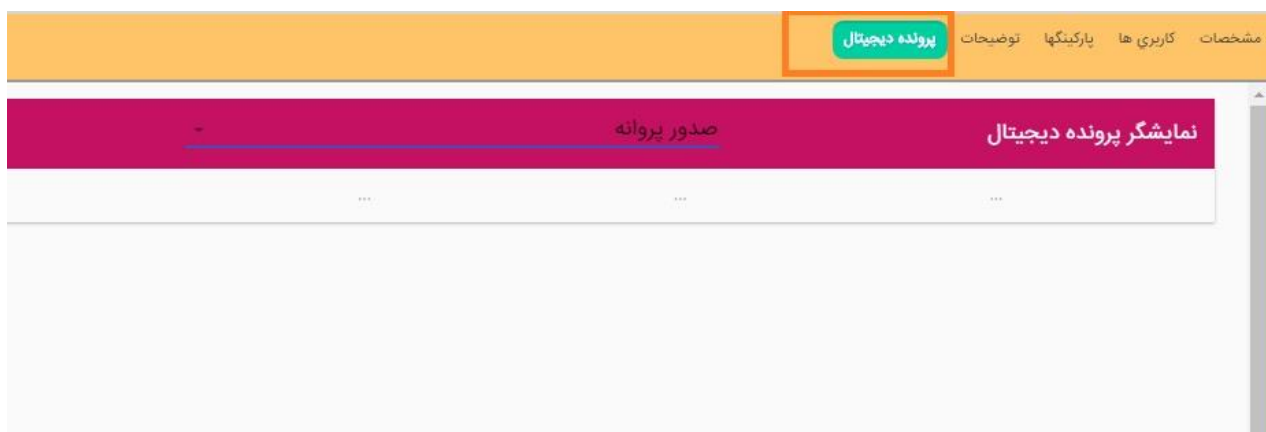 مشخصات کاربري ها پارکینگها توضیحات پرونده دیجیتال
نمایشگر پرونده دیجیتال صدور پروانه
... ... ...